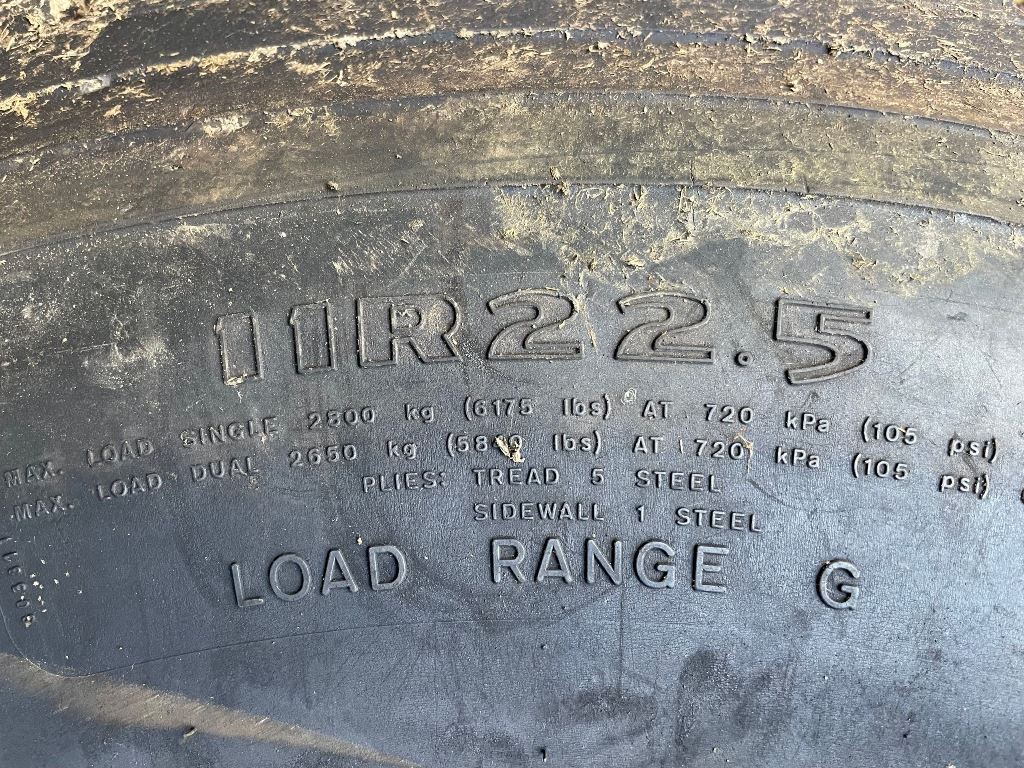 11R22.5
MAX. LOAD SINGLE 2800 kg (6175 lbs) AT 720 kPa (105 psi)
MAX. LOAD DUAL 2650 kg lbs) AT 720 kPa (105 psi)
PLIES: TREAD 5 STEEL
SIDEWALL 1 STEEL
LOAD RANGE G